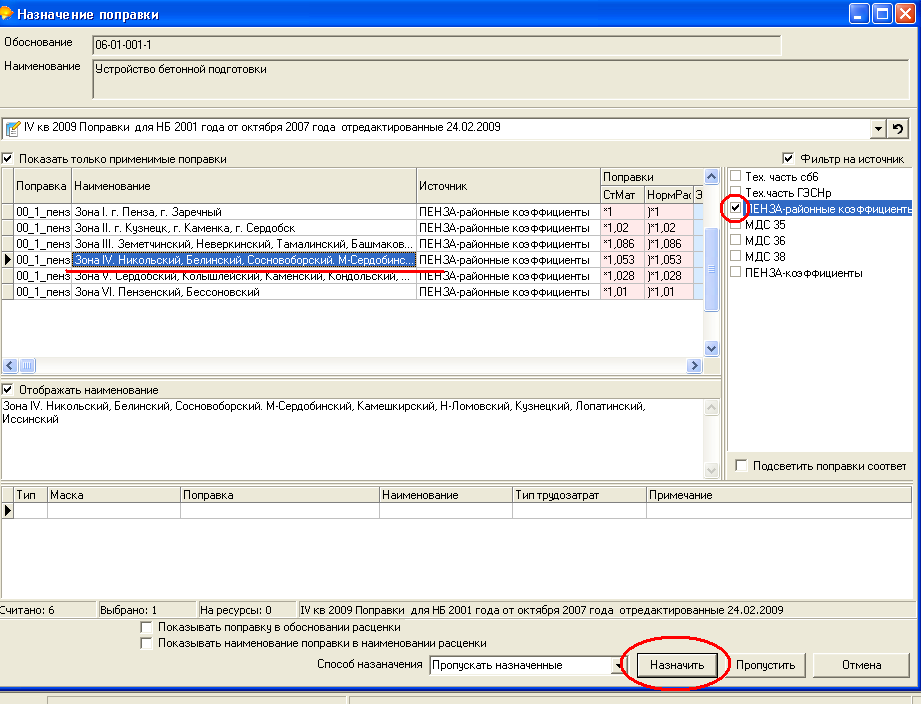 Назначение поправки
Обоснование 06-01-001-1
Наименование Устройство бетонной подготовки
IV кв 2009 Поправки для НБ 2001 года от октября 2007 года отредактированные 24.02.2009
Показать только применимые поправки
Фильтр на источник
Поправка Наименование Источник Поправки
СтМат НормРас Э
00_1_пенз Зона I. г. Пенза, г. Заречный ПЕНЗА-районные коэффициенты *1 )*1
00_1_пенз Зона II. г. Кузнецк, г. Каменка, г. Сердобск ПЕНЗА-районные коэффициенты *1,02 )*1,02
00_1_пенз Зона III. Земетчинский, Неверкинский, Тамалинский, Башмаков... ПЕНЗА-районные коэффициенты *1,086 )*1,086
00_1_пенз Зона IV. Никольский, Белинский, Сосновоборский. М-Сердобинс... ПЕНЗА-районные коэффициенты *1,053 )*1,053
00_1_пенз Зона V. Сердобский, Колышлейский, Каменский, Кондольский, ... ПЕНЗА-районные коэффициенты *1,028 )*1,028
00_1_пенз Зона VI. Пензенский, Бессоновский ПЕНЗА-районные коэффициенты *1,01 )*1,01
Тех. часть сб6
Тех.часть ГЭСНр
ПЕНЗА-районные коэффициенты
МДС 35
МДС 36
МДС 38
ПЕНЗА-коэффициенты
Отображать наименование
Зона IV. Никольский, Белинский, Сосновоборский. М-Сердобинский, Камешкирский, Н-Ломовский, Кузнецкий, Лопатинский,
Иссинский
Подсветить поправки соответ
Тип Маска Поправка Наименование Тип трудозатрат Примечание
Считано: 6 Выбрано: 1 На ресурсы: 0 IV кв 2009 Поправки для НБ 2001 года от октября 2007 года отредактированные 24.02.2009
Показывать поправку в обосновании расценки
Показывать наименование поправки в наименовании расценки
Способ назаначения Пропускать назначенные Назначить Пропустить Отмена